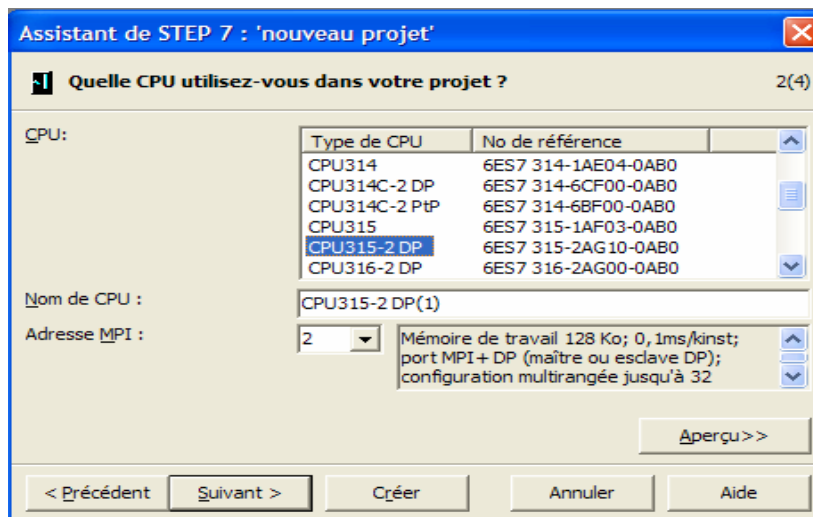 Assistant de STEP 7 : 'nouveau projet'
Quelle CPU utilisez-vous dans votre projet ? 2(4)
CPU:
Type de CPU No de référence
CPU314 6ES7 314-1AE04-0AB0
CPU314C-2 DP 6ES7 314-6CF00-0AB0
CPU314C-2 PtP 6ES7 314-6BF00-0AB0
CPU315 6ES7 315-1AF03-0AB0
CPU315-2 DP 6ES7 315-2AG10-0AB0
CPU316-2 DP 6ES7 316-2AG00-0AB0
Nom de CPU : CPU315-2 DP(1)
Adresse MPI : 2
Mémoire de travail 128 Ko; 0,1ms/kinst;
port MPI+ DP (maître ou esclave DP);
configuration multirangée jusqu'à 32
Aperçu>>
< Précédent Suivant > Créer Annuler Aide